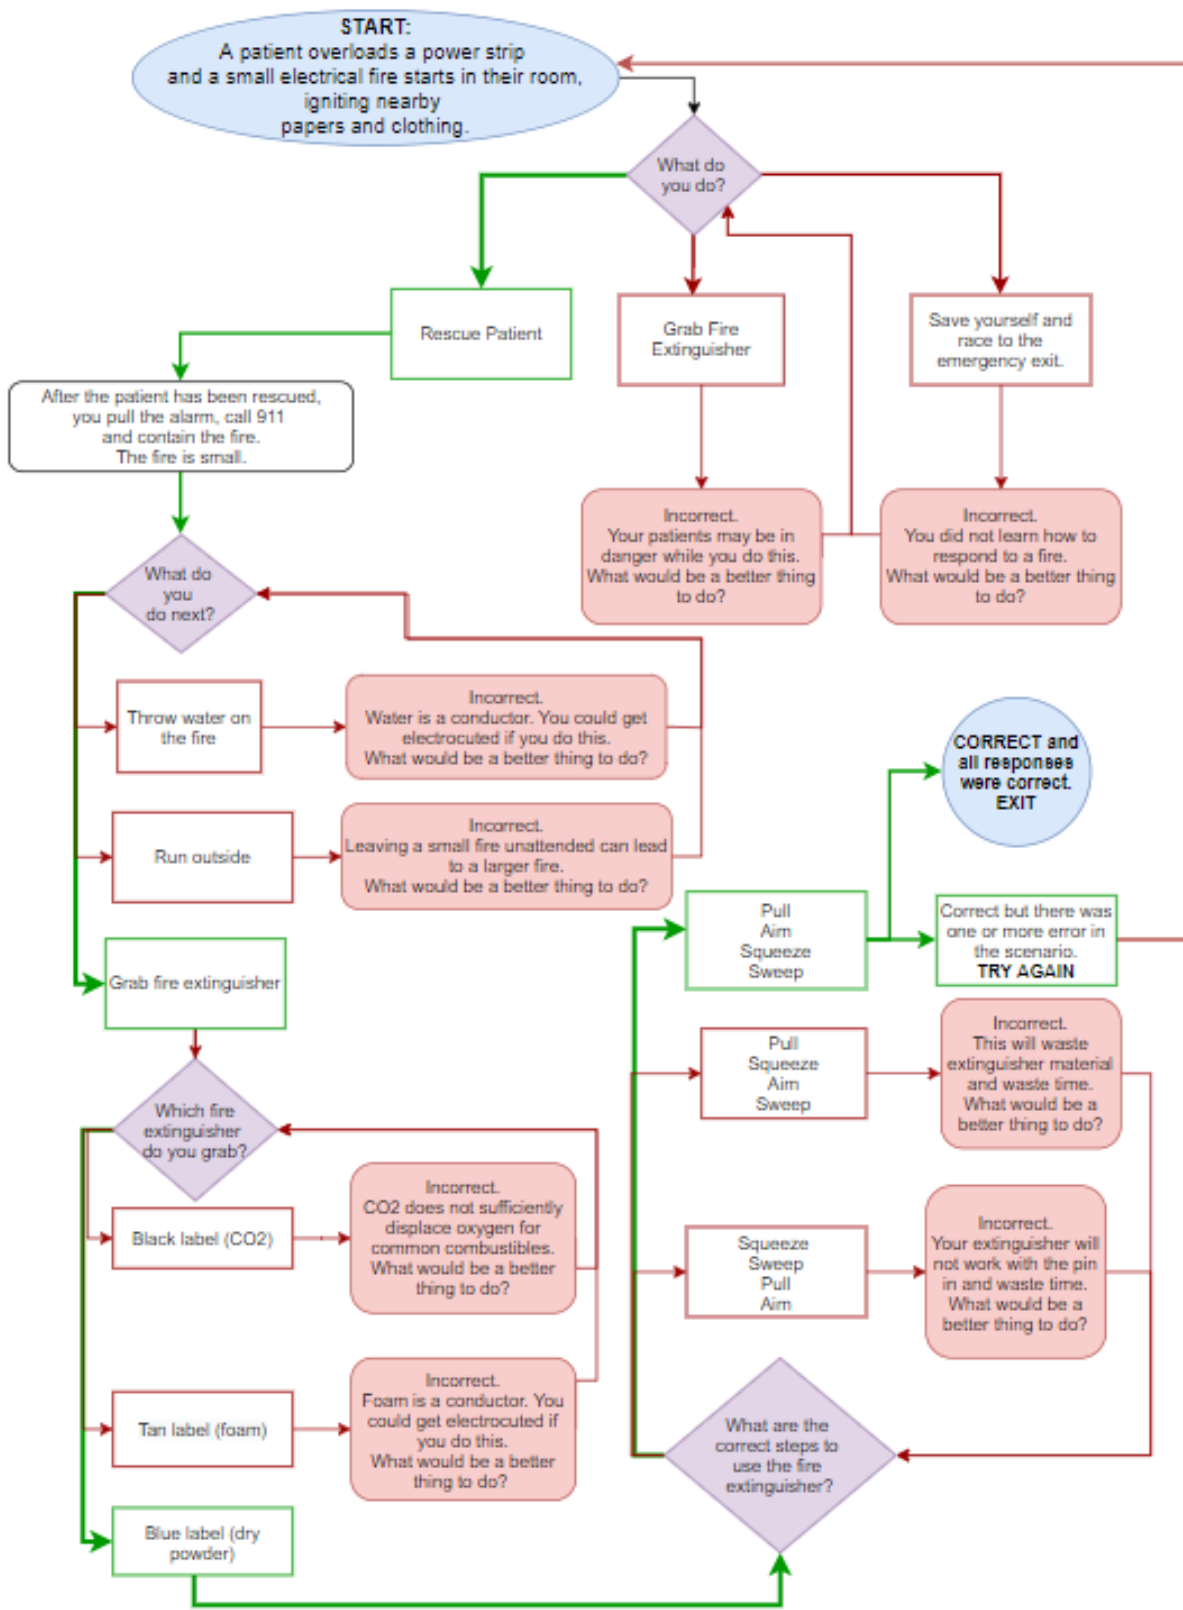 START:
A patient overloads a power strip
and a small electrical fire starts in their room,
igniting nearby
papers and clothing.
What do
you do?
Rescue Patient
Grab Fire
Extinguisher
Save yourself and
race to the
emergency exit.
After the patient has been rescued,
you pull the alarm, call 911
and contain the fire.
The fire is small.
Incorrect.
Your patients may be in
danger while you do this.
What would be a better thing
to do?
Incorrect.
You did not learn how to
respond to a fire.
What would be a better thing
to do?
What do
you
do next?
Throw water on
the fire
Incorrect.
Water is a conductor. You could get
electrocuted if you do this.
What would be a better thing to do?
Run outside
Incorrect.
Leaving a small fire unattended can lead
to a larger fire.
What would be a better thing to do?
Grab fire extinguisher
Which fire
extinguisher
do you grab?
Black label (CO2)
Incorrect.
CO2 does not sufficiently
displace oxygen for
common combustibles.
What would be a better
thing to do?
Tan label (foam)
Incorrect.
Foam is a conductor. You
could get electrocuted if
you do this.
What would be a better
thing to do?
Blue label (dry
powder)
CORRECT and
all responses
were correct.
EXIT
Pull
Aim
Squeeze
Sweep
Correct but there was
one or more error in
the scenario.
TRY AGAIN
Pull
Squeeze
Aim
Sweep
Incorrect.
This will waste
extinguisher material
and waste time.
What would be a
better thing to do?
Squeeze
Sweep
Pull
Aim
Incorrect.
Your extinguisher will
not work with the pin
in and waste time.
What would be a
better thing to do?
What are the
correct steps to
use the fire
extinguisher?